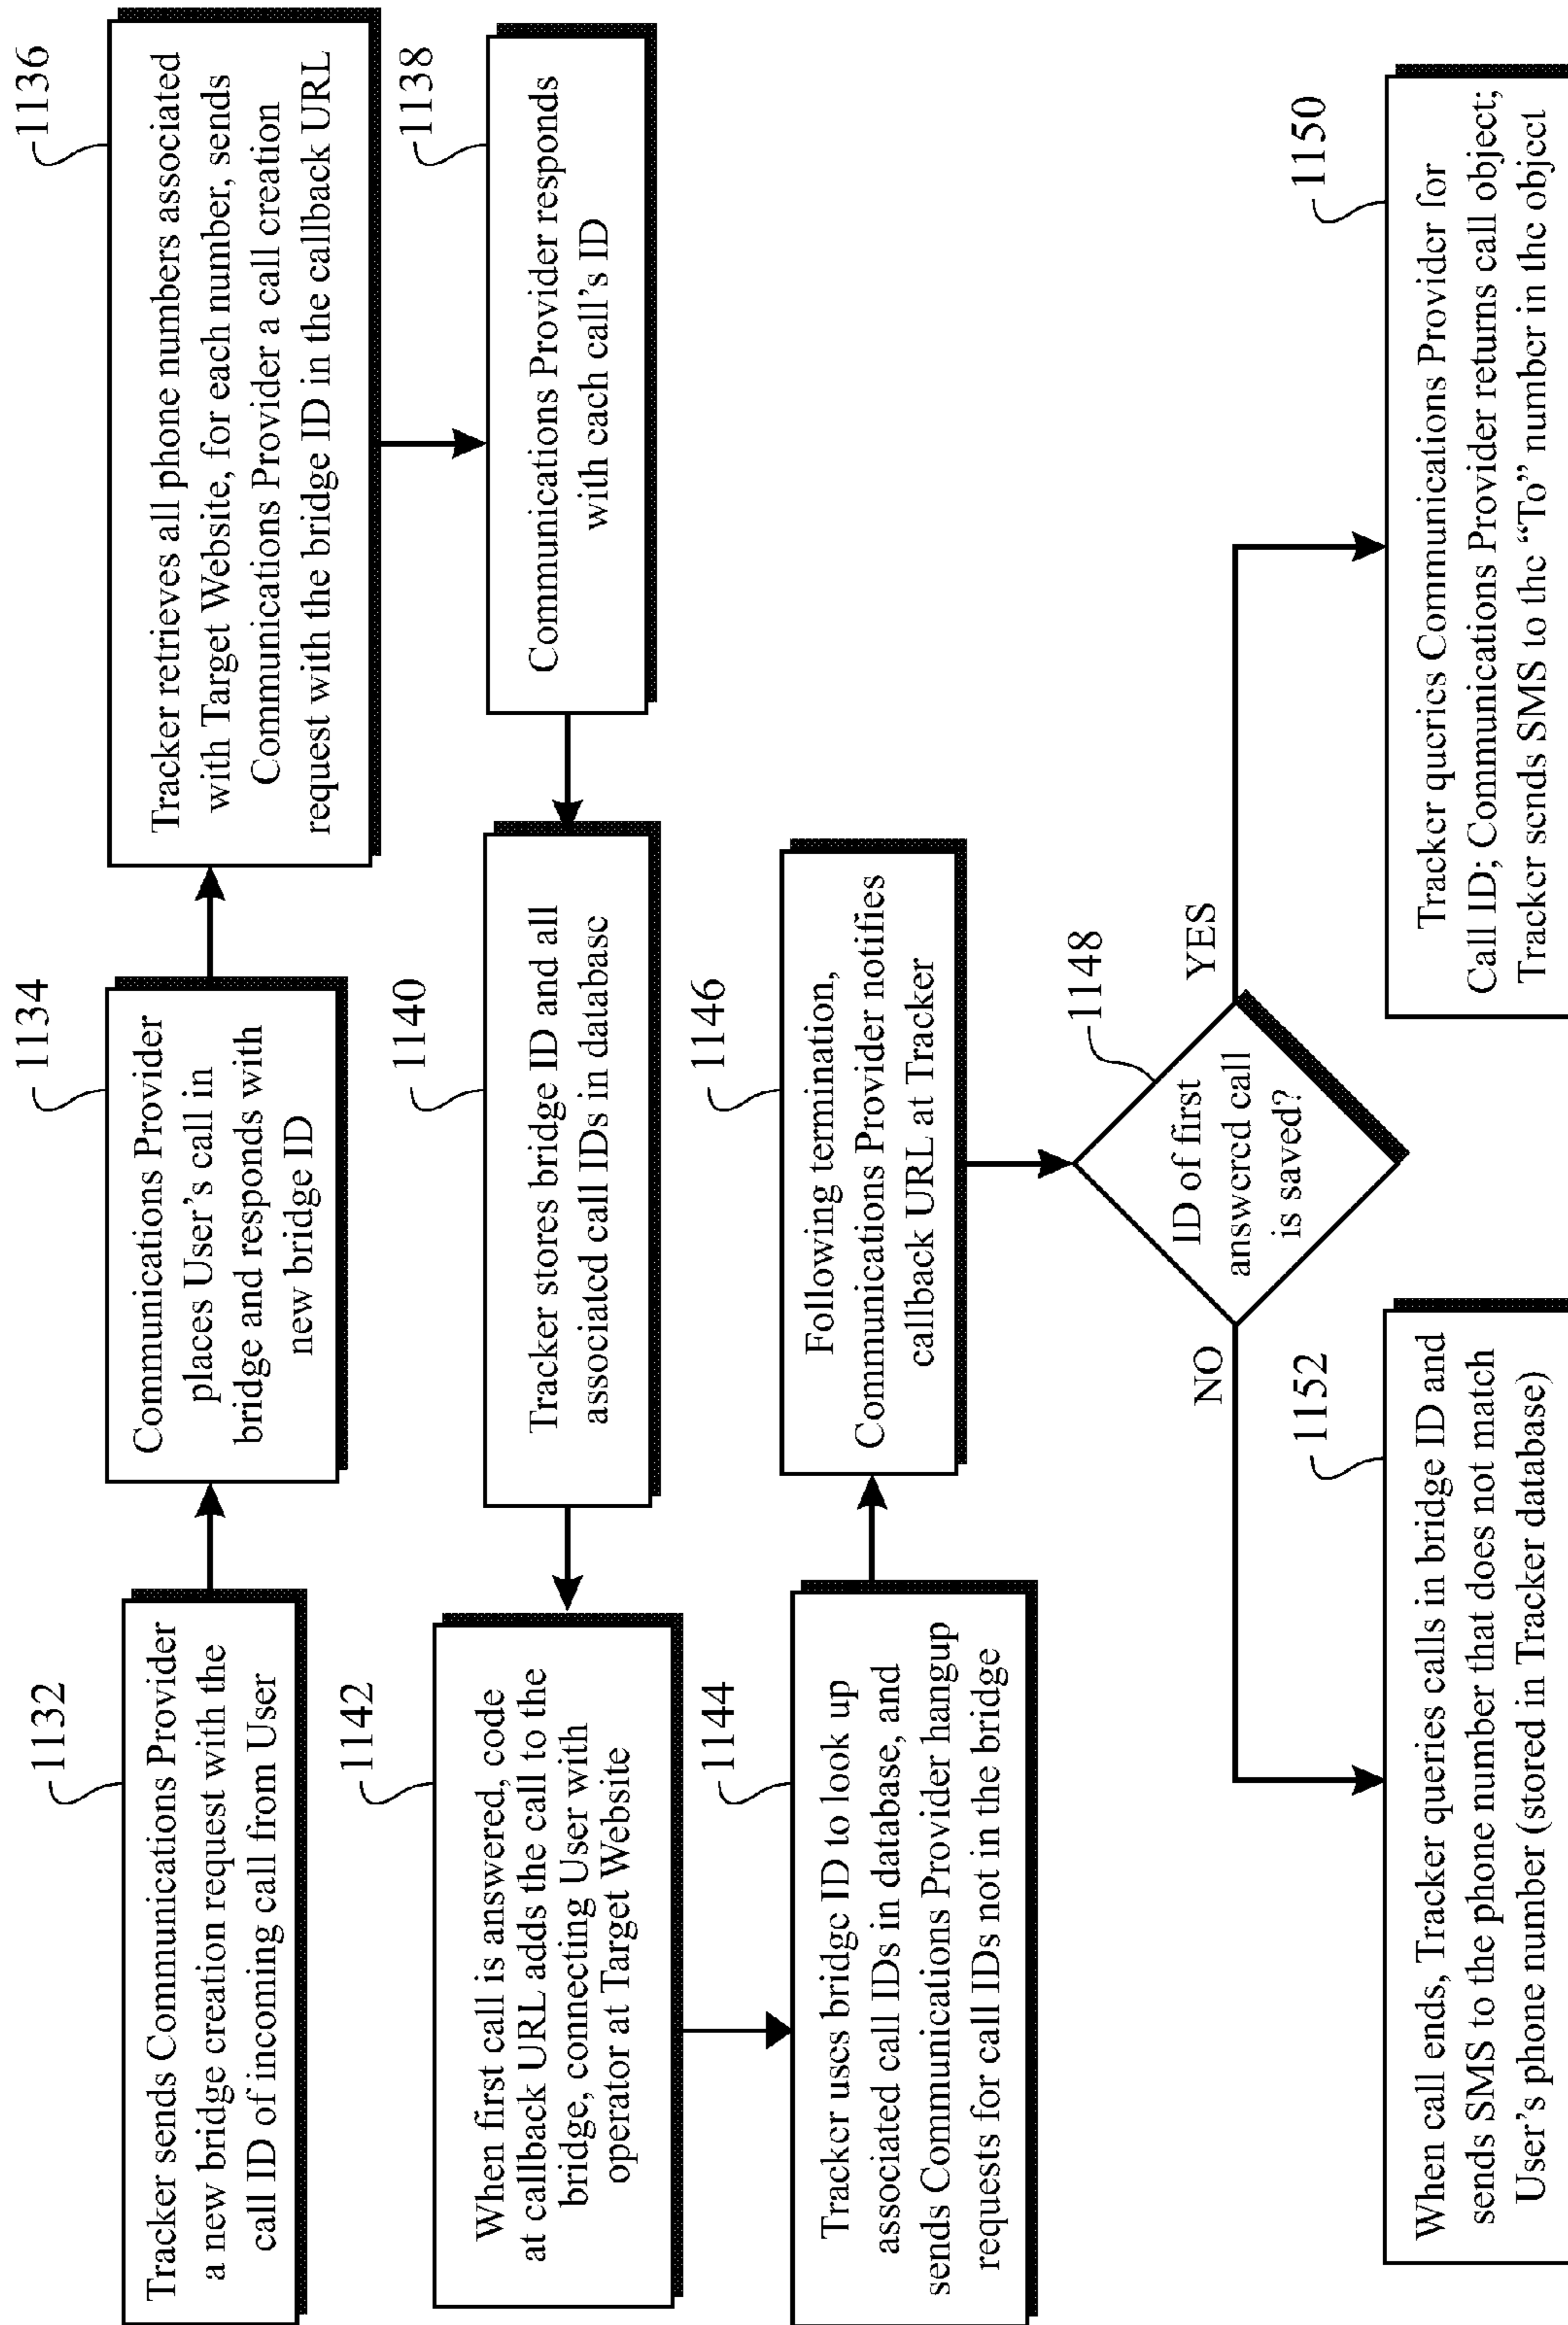 1132
Tracker sends Communications Provider
a new bridge creation request with the
call ID of incoming call from User
1134
Communications Provider
places User's call in
bridge and responds with
new bridge ID
1136
Tracker retrieves all phone numbers associated
with Target Website, for each number, sends
Communications Provider a call creation
request with the bridge ID in the callback URL
1138
Communications Provider responds
with each call's ID
1140
Tracker stores bridge ID and all
associated call IDs in database
1142
When first call is answered, code
at callback URL adds the call to the
bridge, connecting User with
operator at Target Website
1144
Tracker uses bridge ID to look up
associated call IDs in database, and
sends Communications Provider hangup
requests for call IDs not in the bridge
1146
Following termination,
Communications Provider notifies
callback URL at Tracker
1148
ID of first
answered call
is saved?
NO
YES
1152
When call ends, Tracker queries calls in bridge ID and
sends SMS to the phone number that does not match
User's phone number (stored in Tracker database)
1150
Tracker queries Communications Provider for
Call ID; Communications Provider returns call object;
Tracker sends SMS to the “To” number in the object